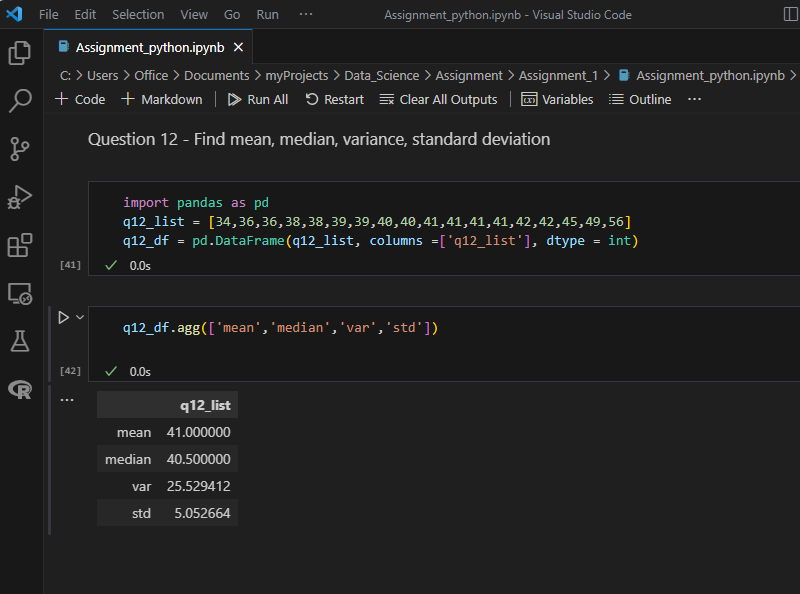 File Edit Selection View Go Run ··· Assignment_python.ipynb - Visual Studio Code
Assignment_python.ipynb ×
C: > Users > Office > Documents > myProjects > Data_Science > Assignment > Assignment_1 > Assignment_python.ipynb >
+ Code + Markdown | Run All Restart Clear All Outputs | Variables Outline ···
Question 12 - Find mean, median, variance, standard deviation
import pandas as pd
q12_list = [34,36,36,38,38,39,39,40,40,41,41,41,41,42,42,45,49,56]
q12_df = pd.DataFrame(q12_list, columns =['q12_list'], dtype = int)
[41] ✓ 0.0s
q12_df.agg(['mean','median','var','std'])
[42] ✓ 0.0s
···
q12_list
mean 41.000000
median 40.500000
var 25.529412
std 5.052664